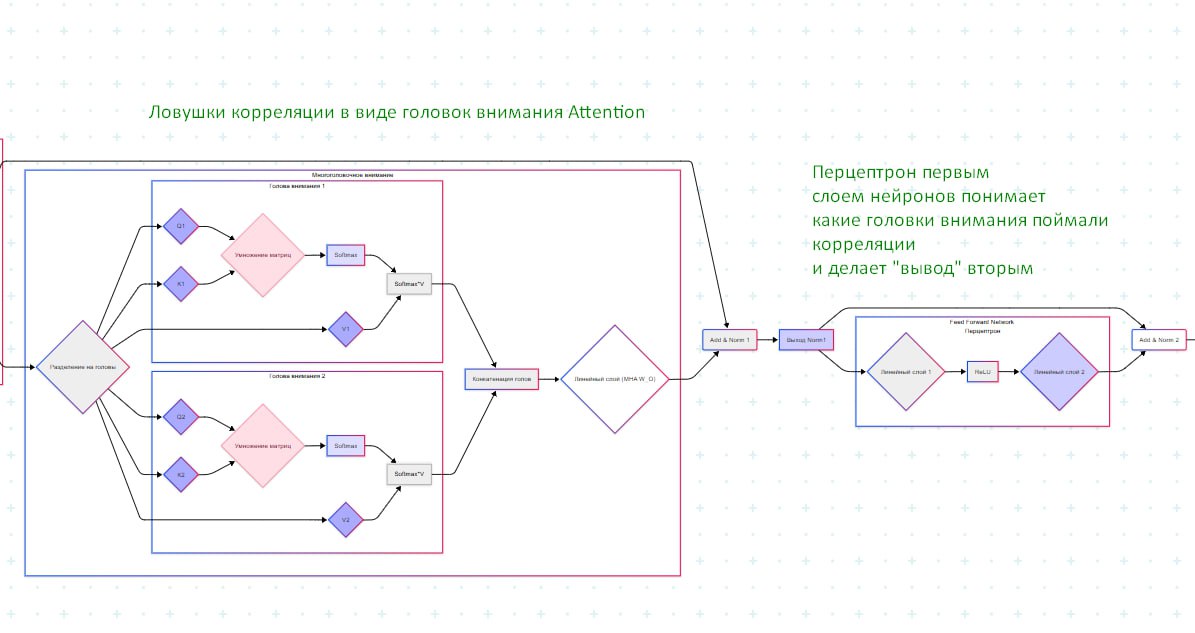 Ловушки корреляции в виде головок внимания Attention
Перцептрон первым
слоем нейронов понимает
какие головки внимания поймали
корреляции
и делает "вывод" вторым
Многоголовочное внимание
Голова внимания 1
Q1
K1
Умножение матриц
Softmax
Softmax*V
V1
Разделение на головы
Голова внимания 2
Q2
K2
Умножение матриц
Softmax
Softmax*V
V2
Конкатенация голов
Линейный слой (MHA W_O)
Add & Norm 1
Выход Norm1
Feed Forward Network
Перцептрон
Линейный слой 1
ReLU
Линейный слой 2
Add & Norm 2